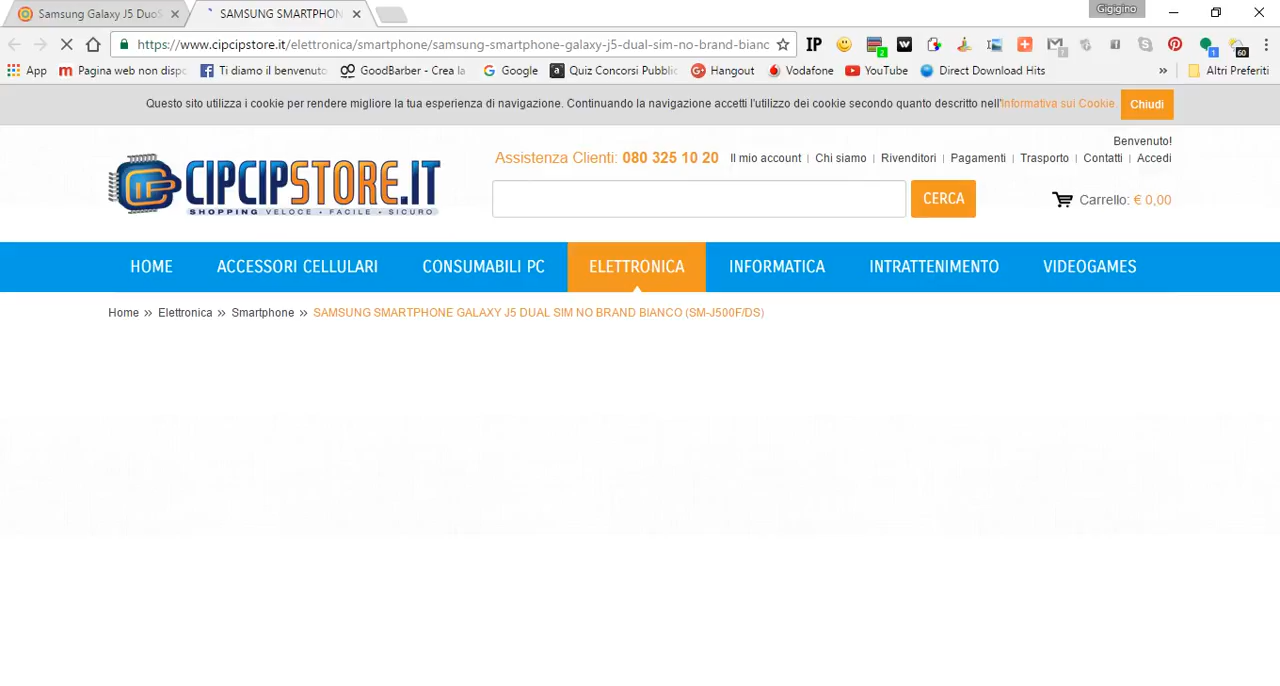 Samsung Galaxy J5 DuoS
SAMSUNG SMARTPHON
Gigigino
https://www.cipcipstore.it/elettronica/smartphone/samsung-smartphone-galaxy-j5-dual-sim-no-brand-bianc
App
Pagina web non dispo
Ti diamo il benvenuto
GoodBarber - Crea la
Google
Quiz Concorsi Pubblic
Hangout
Vodafone
YouTube
Direct Download Hits
»
Altri Preferiti
Questo sito utilizza i cookie per rendere migliore la tua esperienza di navigazione. Continuando la navigazione accetti l'utilizzo dei cookie secondo quanto descritto nell'Informativa sui Cookie.
Chiudi
Benvenuto!
CIPCIPSTORE.IT
SHOPPING VELOCE • FACILE • SICURO
Assistenza Clienti: 080 325 10 20
Il mio account | Chi siamo | Rivenditori | Pagamenti | Trasporto | Contatti | Accedi
CERCA
Carrello: € 0,00
HOME ACCESSORI CELLULARI CONSUMABILI PC ELETTRONICA INFORMATICA INTRATTENIMENTO VIDEOGAMES
Home » Elettronica » Smartphone » SAMSUNG SMARTPHONE GALAXY J5 DUAL SIM NO BRAND BIANCO (SM-J500F/DS)